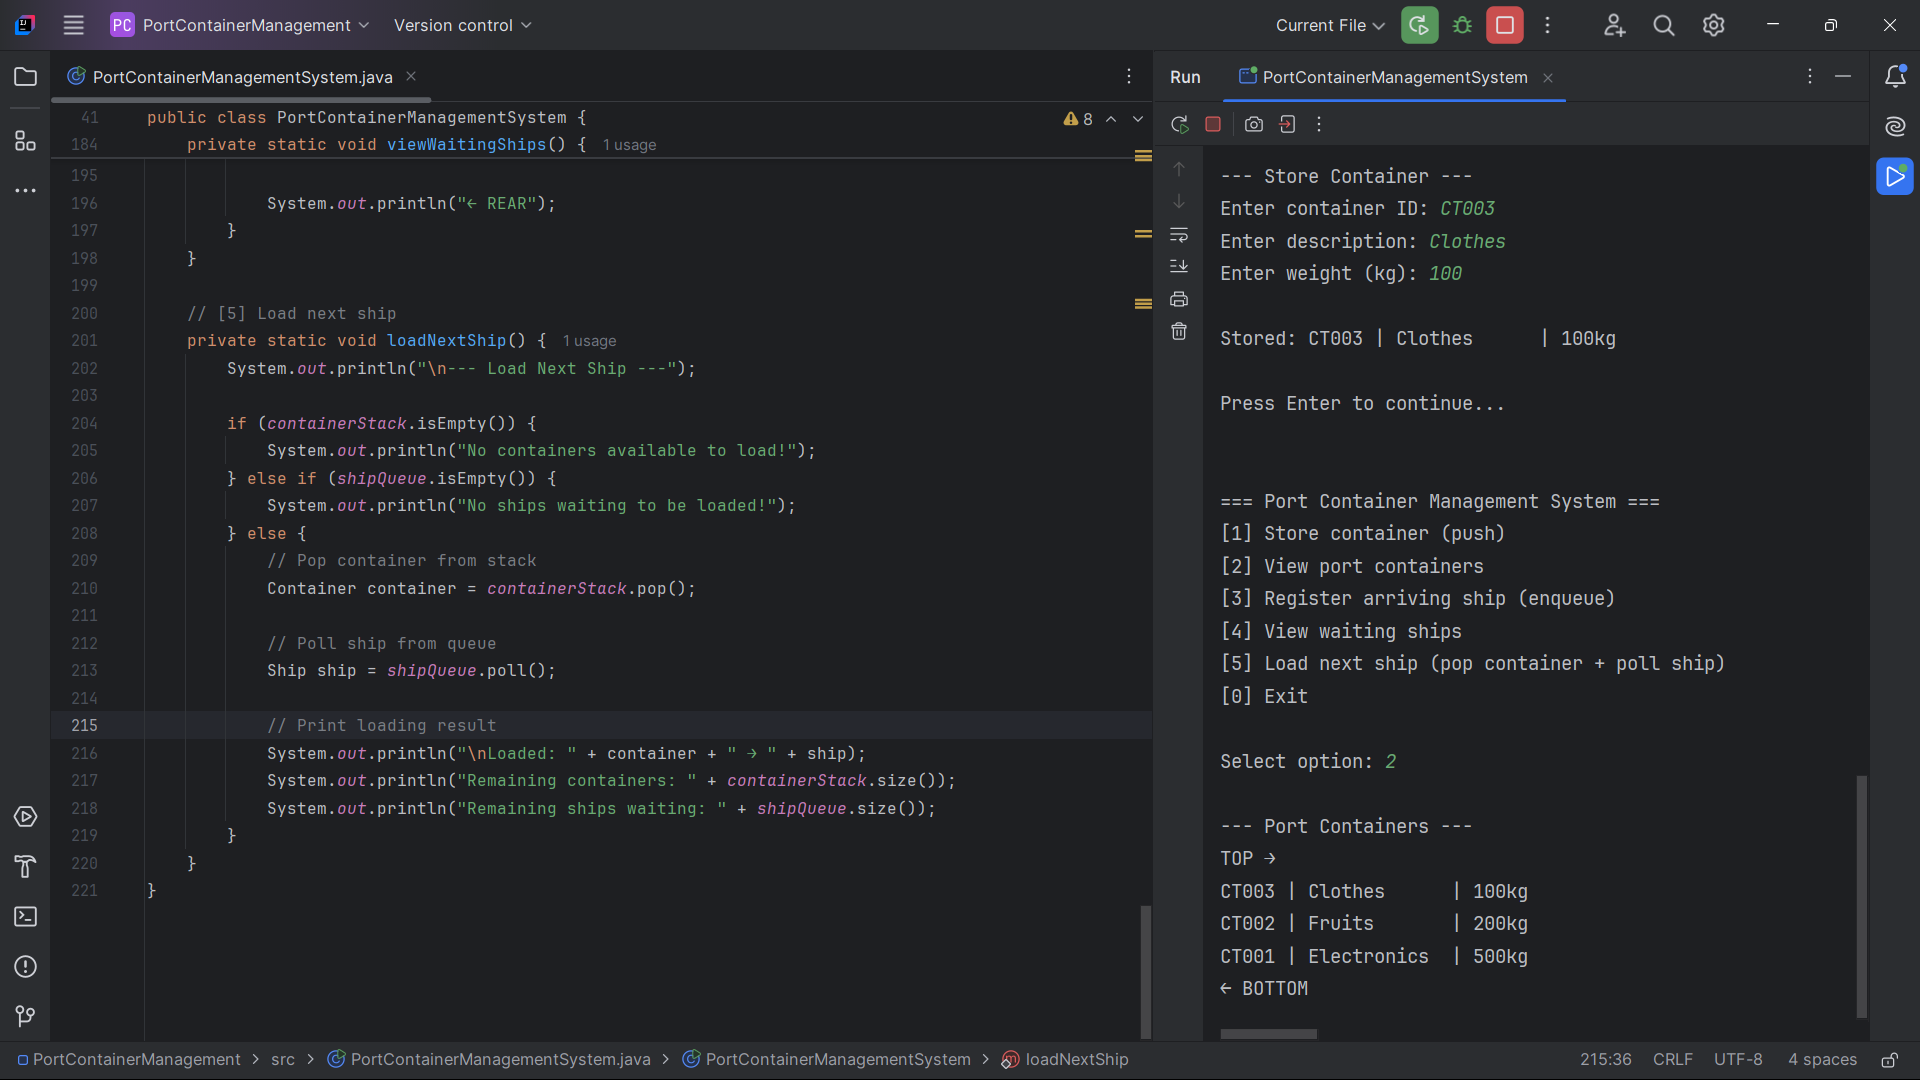 PC PortContainerManagement Version control Current File
PortContainerManagementSystem.java
41 public class PortContainerManagementSystem { 8
184 private static void viewWaitingShips() { 1 usage
195
196 System.out.println("← REAR");
197 }
198 }
199
200 // [5] Load next ship
201 private static void loadNextShip() { 1 usage
202 System.out.println("\n--- Load Next Ship ---");
203
204 if (containerStack.isEmpty()) {
205 System.out.println("No containers available to load!");
206 } else if (shipQueue.isEmpty()) {
207 System.out.println("No ships waiting to be loaded!");
208 } else {
209 // Pop container from stack
210 Container container = containerStack.pop();
211
212 // Poll ship from queue
213 Ship ship = shipQueue.poll();
214
215 // Print loading result
216 System.out.println("\nLoaded: " + container + " → " + ship);
217 System.out.println("Remaining containers: " + containerStack.size());
218 System.out.println("Remaining ships waiting: " + shipQueue.size());
219 }
220 }
221 }
Run PortContainerManagementSystem
--- Store Container ---
Enter container ID: CT003
Enter description: Clothes
Enter weight (kg): 100
Stored: CT003 | Clothes | 100kg
Press Enter to continue...
=== Port Container Management System ===
[1] Store container (push)
[2] View port containers
[3] Register arriving ship (enqueue)
[4] View waiting ships
[5] Load next ship (pop container + poll ship)
[0] Exit
Select option: 2
--- Port Containers ---
TOP →
CT003 | Clothes | 100kg
CT002 | Fruits | 200kg
CT001 | Electronics | 500kg
← BOTTOM
PortContainerManagement > src > PortContainerManagementSystem.java > PortContainerManagementSystem > loadNextShip 215:36 CRLF UTF-8 4 spaces